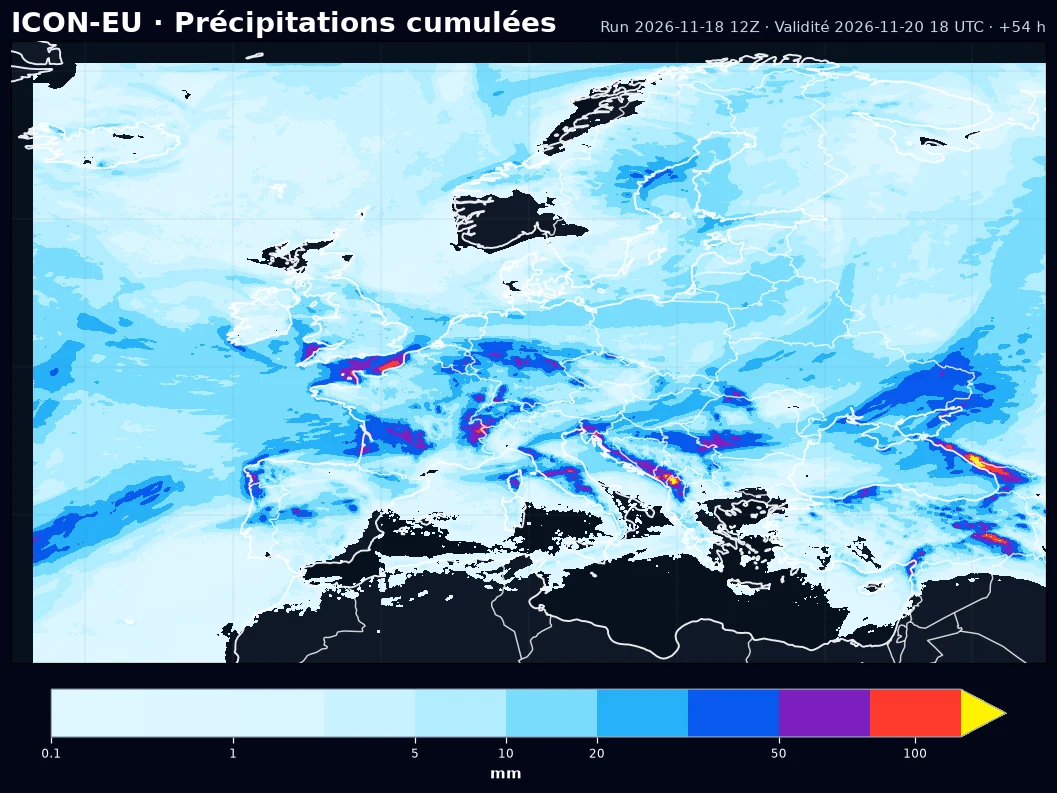 ICON-EU · Précipitations cumulées
Run 2026-11-18 12Z · Validité 2026-11-20 18 UTC · +54 h
0.1 1 5 10 20 50 100
mm